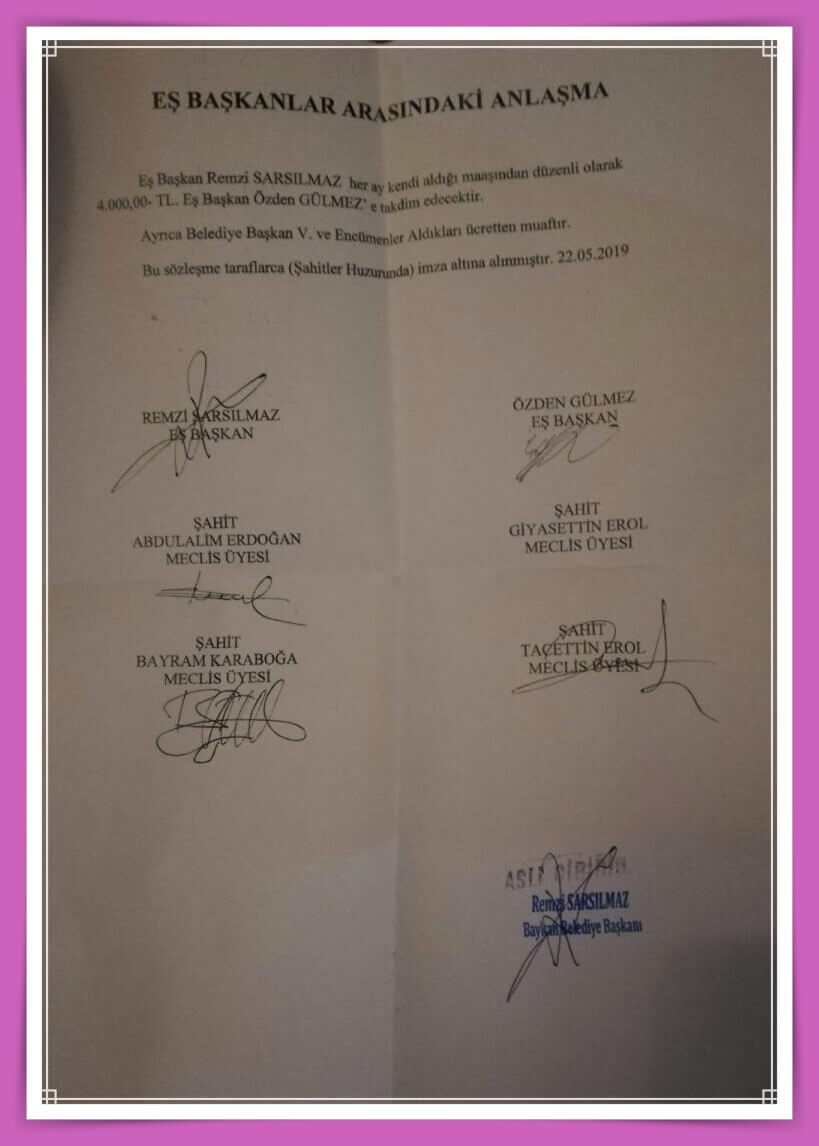 EŞ BAŞKANLAR ARASINDAKİ ANLAŞMA
Eş Başkan Remzi SARSILMAZ her ay kendi aldığı maaşından düzenli olarak
4.000,00- TL. Eş Başkan Özden GÜLMEZ' e takdim edecektir.
Ayrıca Belediye Başkan V. ve Encümenler Aldıkları ücretten muaftır.
Bu sözleşme taraflarca (Şahitler Huzurunda) imza altına alınmıştır. 22.05.2019
REMZİ SARSILMAZ
EŞ BAŞKAN
ÖZDEN GÜLMEZ
EŞ BAŞKAN
ŞAHİT
ABDULALİM ERDOĞAN
MECLİS ÜYESİ
ŞAHİT
GİYASETTİN EROL
MECLİS ÜYESİ
ŞAHİT
BAYRAM KARABOĞA
MECLİS ÜYESİ
ŞAHİT
TAÇETTİN EROL
MECLİS ÜYESİ
ASLI GİBİDİR
Remzi SARSILMAZ
Baykan Belediye Başkanı